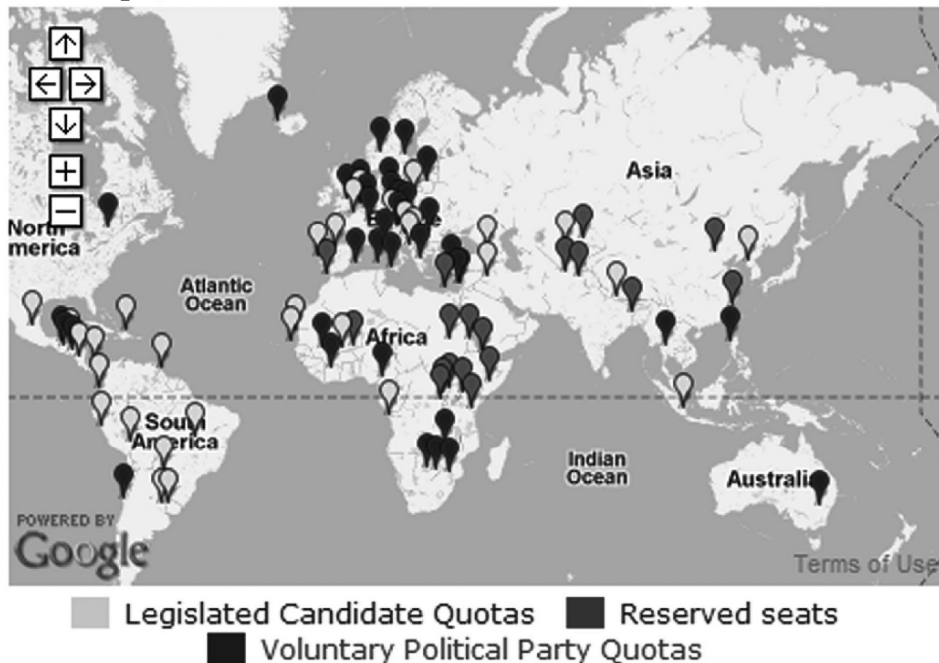 Asia
North
America
Atlantic
Ocean
Africa
South
America
Indian
Ocean
Australia
POWERED BY
Google
Terms of Use
Legislated Candidate Quotas
Reserved seats
Voluntary Political Party Quotas